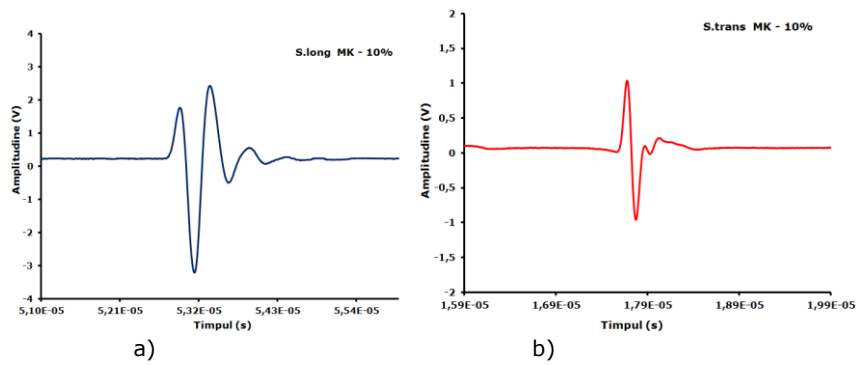 S.long MK - 10%
Amplitudine (V)
4
3
2
1
0
-1
-2
-3
-4
5,10E-05 5,21E-05 5,32E-05 5,43E-05 5,54E-05
Timpul (s)
a)
S.trans MK - 10%
Amplitudine (V)
2
1,5
1
0,5
0
-0,5
-1
-1,5
-2
1,59E-05 1,69E-05 1,79E-05 1,89E-05 1,99E-05
Timpul (s)
b)